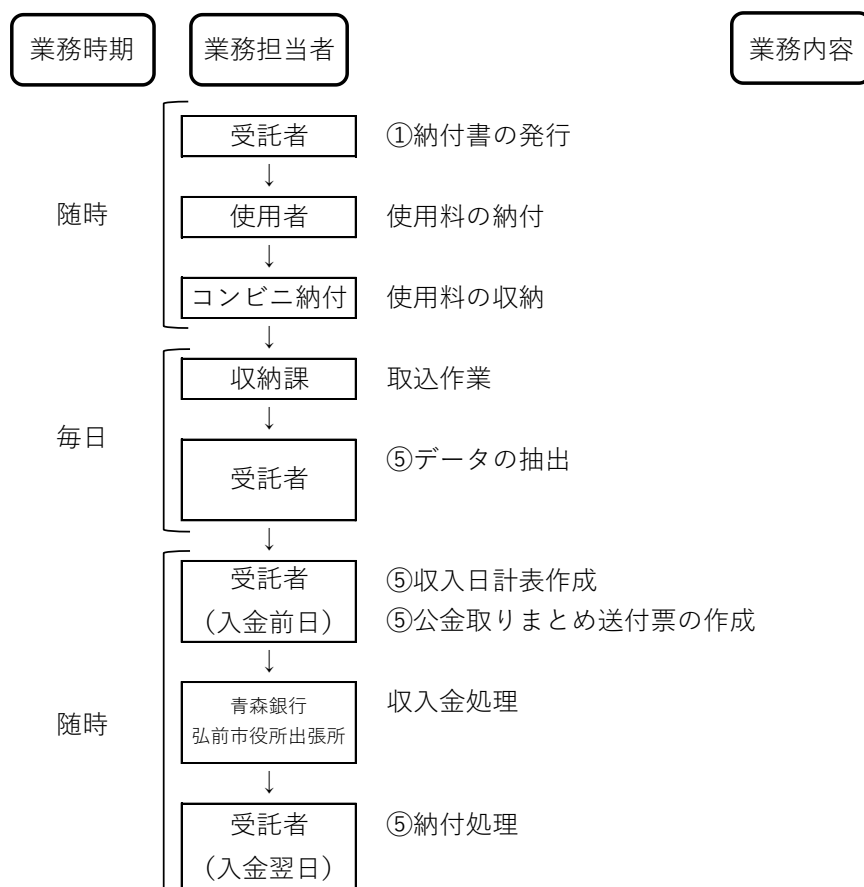 業務時期 業務担当者 業務内容
受託者 ①納付書の発行
↓
随時 使用者 使用料の納付
↓
コンビニ納付 使用料の収納
↓
収納課 取込作業
↓
毎日
受託者 ⑤データの抽出
↓
受託者 ⑤収入日計表作成
(入金前日) ⑤公金取りまとめ送付票の作成
↓
随時 青森銀行 収入金処理
弘前市役所出張所
↓
受託者 ⑤納付処理
(入金翌日)